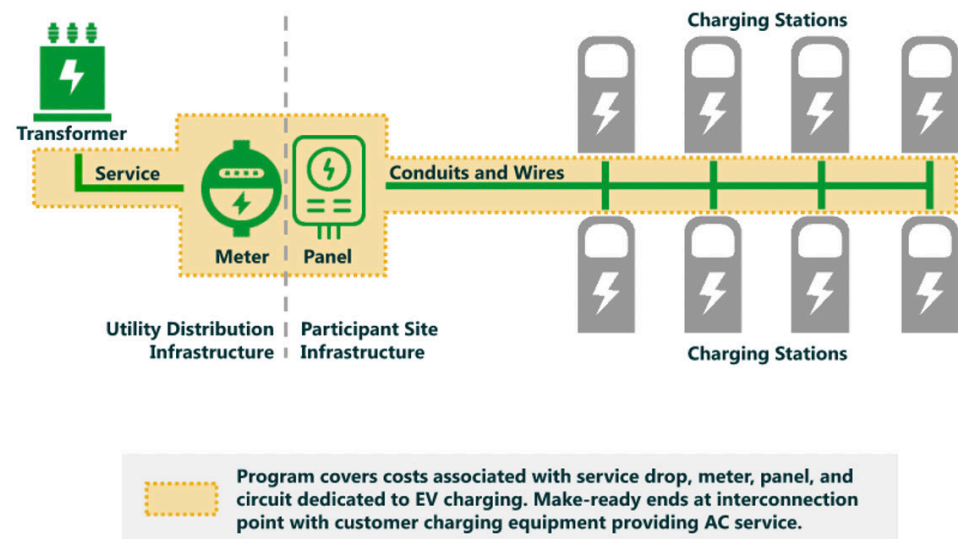 Charging Stations
Transformer
Service
Conduits and Wires
Meter
Panel
Utility Distribution
Infrastructure
Participant Site
Infrastructure
Charging Stations
Program covers costs associated with service drop, meter, panel, and
circuit dedicated to EV charging. Make-ready ends at interconnection
point with customer charging equipment providing AC service.